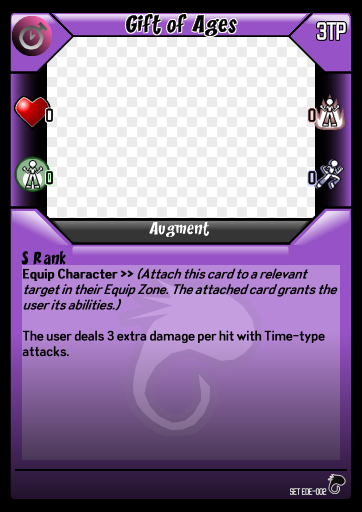 Gift of Ages
3TP
0
0
0
0
Augment
S Rank
Equip Character >> (Attach this card to a relevant
target in their Equip Zone. The attached card grants the
user its abilities.)
The user deals 3 extra damage per hit with Time-type
attacks.
SET EDE-002